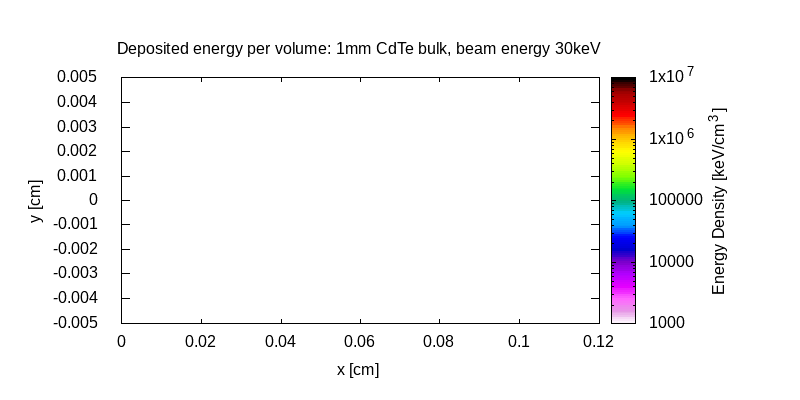 Deposited energy per volume: 1mm CdTe bulk, beam energy 30keV
0.005
0.004
0.003
0.002
0.001
0
-0.001
-0.002
-0.003
-0.004
-0.005
y [cm]
0 0.02 0.04 0.06 0.08 0.1 0.12
x [cm]
1x10^7
1x10^6
100000
10000
1000
Energy Density [keV/cm^3]